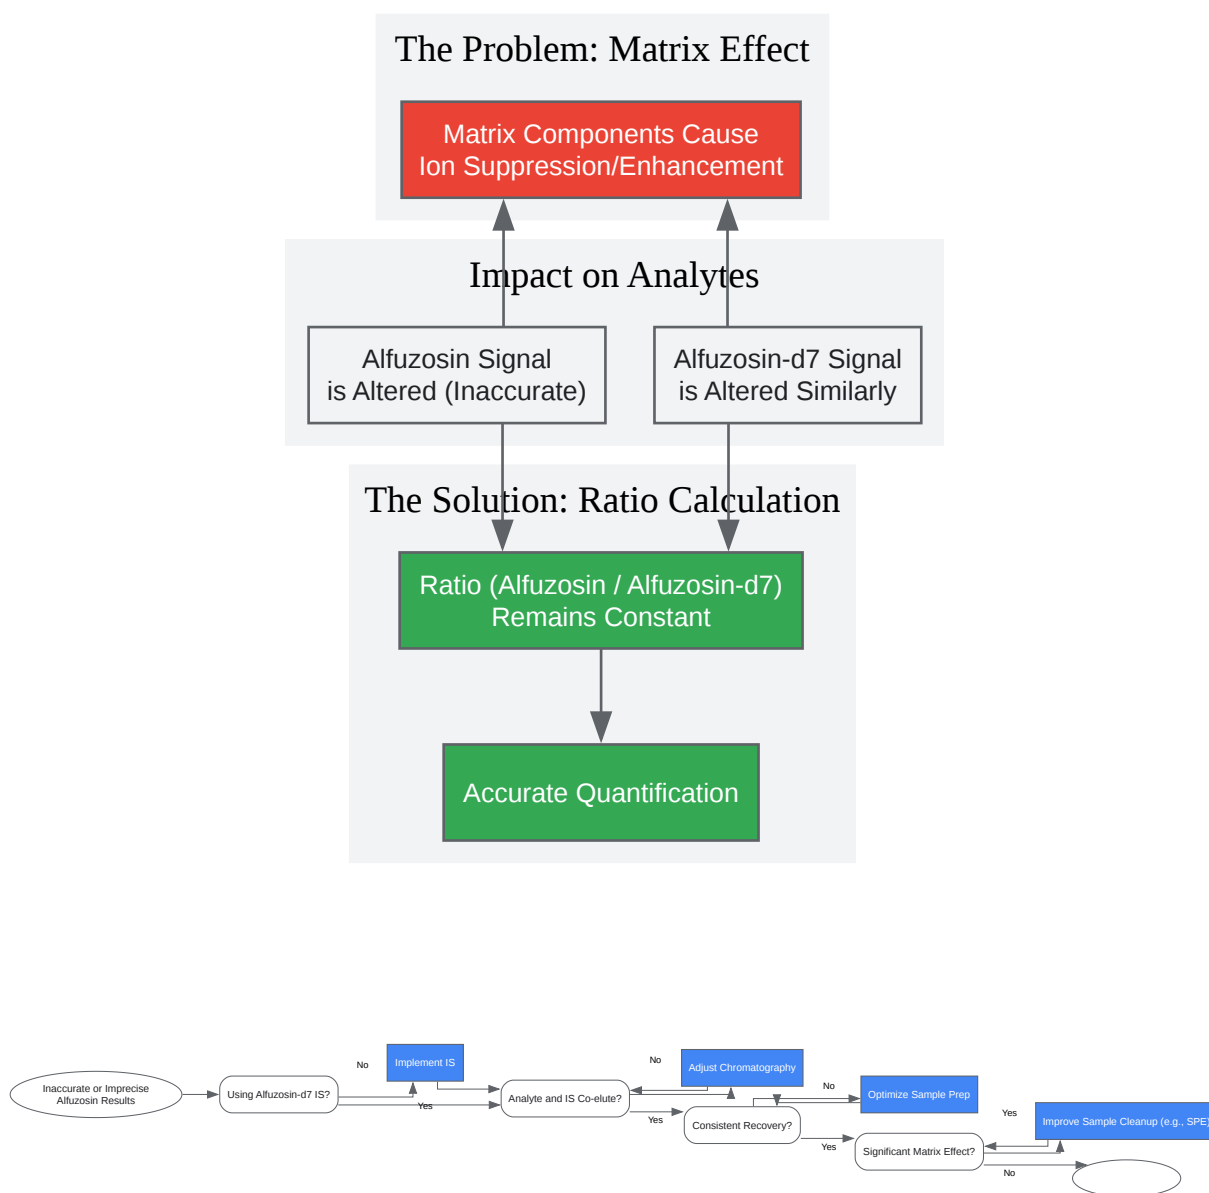 The Problem: Matrix Effect
Matrix Components Cause
Ion Suppression/Enhancement
Impact on Analytes
Alfuzosin Signal
is Altered (Inaccurate)
Alfuzosin-d7 Signal
is Altered Similarly
The Solution: Ratio Calculation
Ratio (Alfuzosin / Alfuzosin-d7)
Remains Constant
Accurate Quantification
Inaccurate or Imprecise
Alfuzosin Results
Using Alfuzosin-d7 IS?
No
Implement IS
Yes
Analyte and IS Co-elute?
No
Adjust Chromatography
Yes
Consistent Recovery?
No
Optimize Sample Prep
Yes
Significant Matrix Effect?
Yes
Improve Sample Cleanup (e.g., SPE)
No